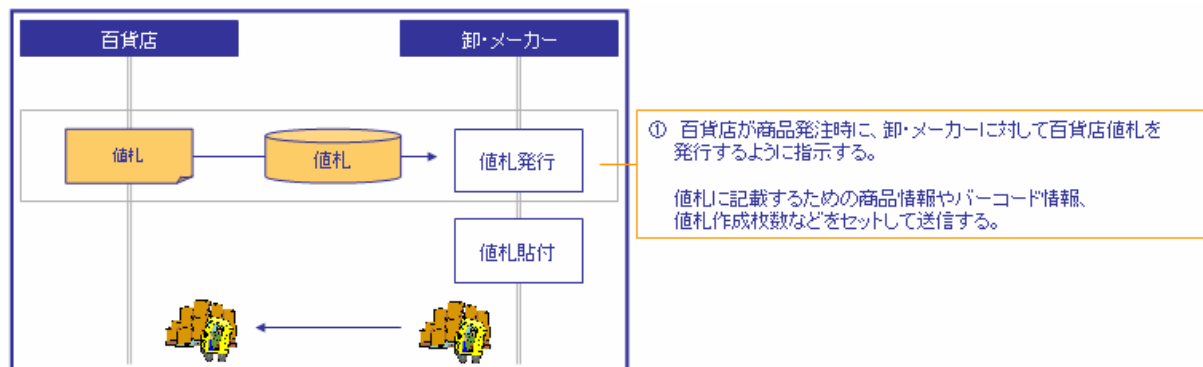 百貨店
卸・メーカー
値札
値札
値札発行
① 百貨店が商品発注時に、卸・メーカーに対して百貨店値札を
発行するように指示する。
値札に記載するための商品情報やバーコード情報、
値札作成枚数などをセットして送信する。
値札貼付